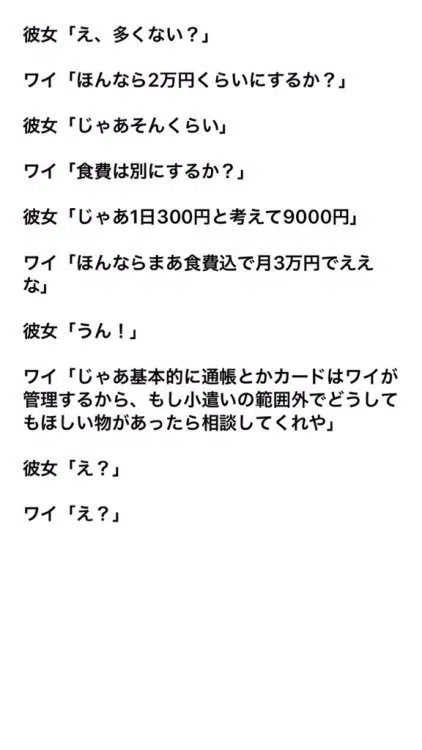 彼女「え、多くない？」
ワイ「ほんなら2万円くらいにするか？」
彼女「じゃあそんくらい」
ワイ「食費は別にするか？」
彼女「じゃあ1日300円と考えて9000円」
ワイ「ほんならまあ食費込で月3万円でええ
な」
彼女「うん！」
ワイ「じゃあ基本的に通帳とかカードはワイが
管理するから、もし小遣いの範囲外でどうして
もほしい物があったら相談してくれや」
彼女「え？」
ワイ「え？」